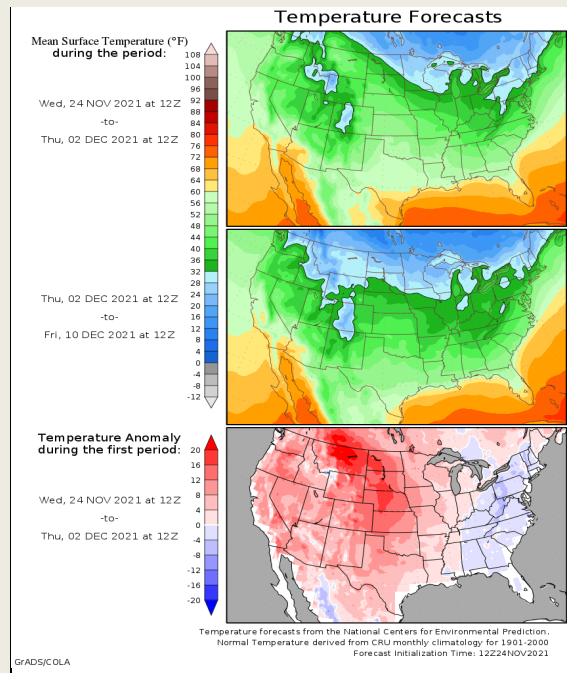 Temperature Forecasts
Mean Surface Temperature (°F)
during the period:
Wed, 24 NOV 2021 at 12Z
-to-
Thu, 02 DEC 2021 at 12Z
108
104
100
96
92
88
84
80
76
72
68
64
60
56
52
48
44
40
36
32
28
24
20
16
12
8
4
0
-4
-8
-12
Thu, 02 DEC 2021 at 12Z
-to-
Fri, 10 DEC 2021 at 12Z
Temperature Anomaly
during the first period:
Wed, 24 NOV 2021 at 12Z
-to-
Thu, 02 DEC 2021 at 12Z
20
16
12
8
4
0
-4
-8
-12
-16
-20
Temperature forecasts from the National Centers for Environmental Prediction.
Normal Temperature derived from CRU monthly climatology for 1901-2000
Forecast Initialization Time: 12Z24NOV2021
GrADS/COLA